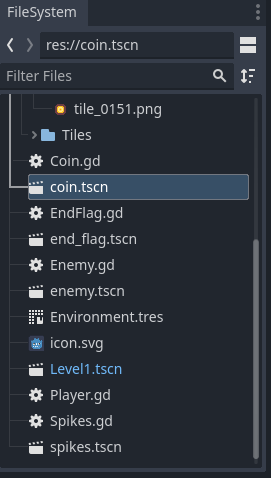 FileSystem
res://coin.tscn
Filter Files
tile_0151.png
Tiles
Coin.gd
coin.tscn
EndFlag.gd
end_flag.tscn
Enemy.gd
enemy.tscn
Environment.tres
icon.svg
Level1.tscn
Player.gd
Spikes.gd
spikes.tscn